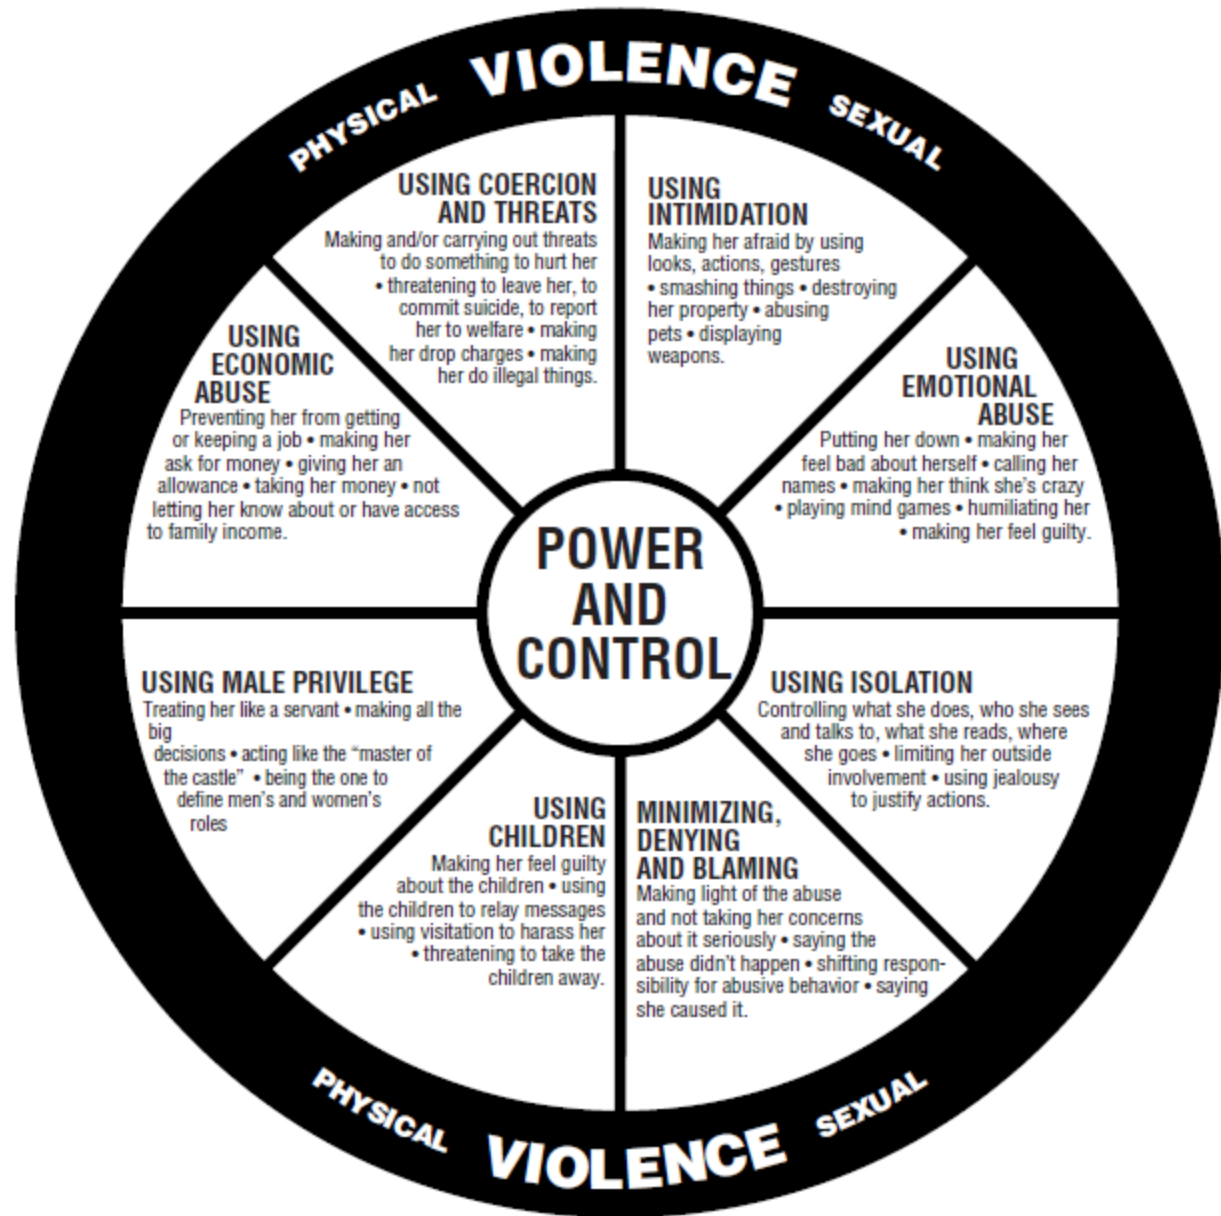 PHYSICAL VIOLENCE SEXUAL
USING COERCION
AND THREATS
Making and/or carrying out threats
to do something to hurt her
• threatening to leave her, to
commit suicide, to report
her to welfare • making
her drop charges • making
her do illegal things.
USING
INTIMIDATION
Making her afraid by using
looks, actions, gestures
• smashing things • destroying
her property • abusing
pets • displaying
weapons.
USING
EMOTIONAL
ABUSE
Putting her down • making her
feel bad about herself • calling her
names • making her think she's crazy
• playing mind games • humiliating her
• making her feel guilty.
USING ISOLATION
Controlling what she does, who she sees
and talks to, what she reads, where
she goes • limiting her outside
involvement • using jealousy
to justify actions.
MINIMIZING,
DENYING
AND BLAMING
Making light of the abuse
and not taking her concerns
about it seriously • saying the
abuse didn't happen • shifting respon-
sibility for abusive behavior • saying
she caused it.
USING
CHILDREN
Making her feel guilty
about the children • using
the children to relay messages
• using visitation to harass her
• threatening to take the
children away.
USING MALE PRIVILEGE
Treating her like a servant • making all the
big
decisions • acting like the “master of
the castle” • being the one to
define men's and women's
roles
USING
ECONOMIC
ABUSE
Preventing her from getting
or keeping a job • making her
ask for money • giving her an
allowance • taking her money • not
letting her know about or have access
to family income.
POWER
AND
CONTROL
PHYSICAL VIOLENCE SEXUAL